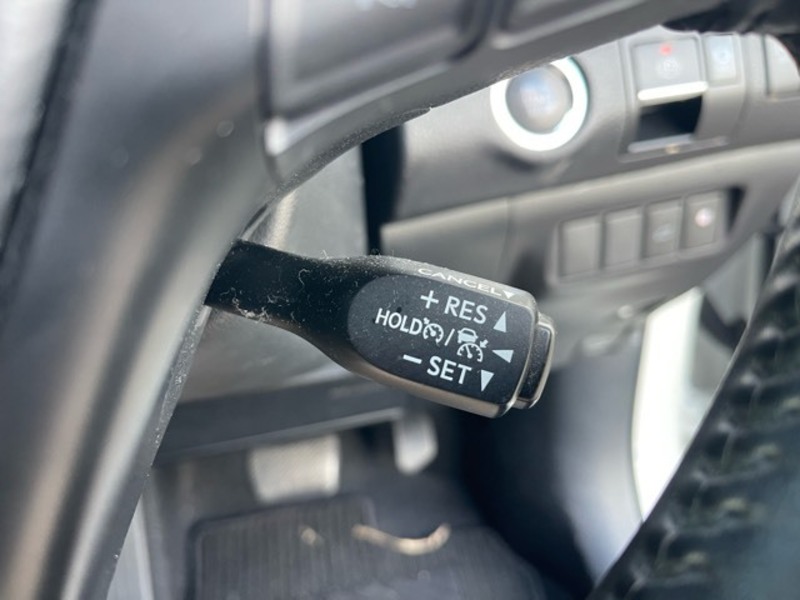 CANCEL
+ RES
HOLD /
− SET